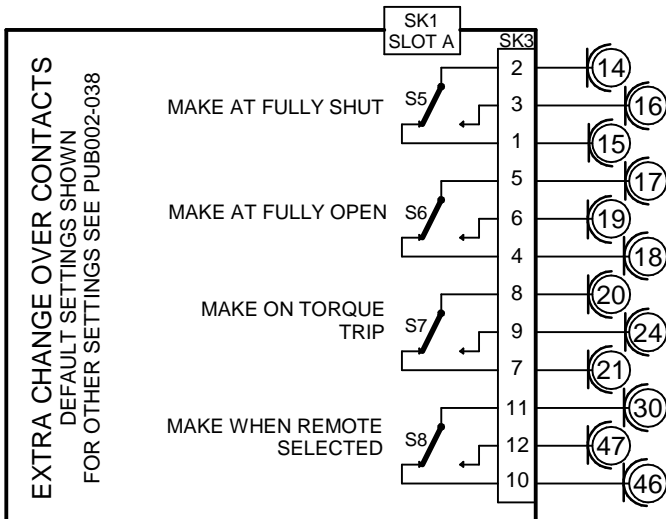 SK1
SLOT A
SK3
EXTRA CHANGE OVER CONTACTS
DEFAULT SETTINGS SHOWN
FOR OTHER SETTINGS SEE PUB002-038
MAKE AT FULLY SHUT
S5
2
14
3
16
1
15
MAKE AT FULLY OPEN
S6
5
17
6
19
4
18
MAKE ON TORQUE
TRIP
S7
8
20
9
24
7
21
MAKE WHEN REMOTE
SELECTED
S8
11
30
12
47
10
46